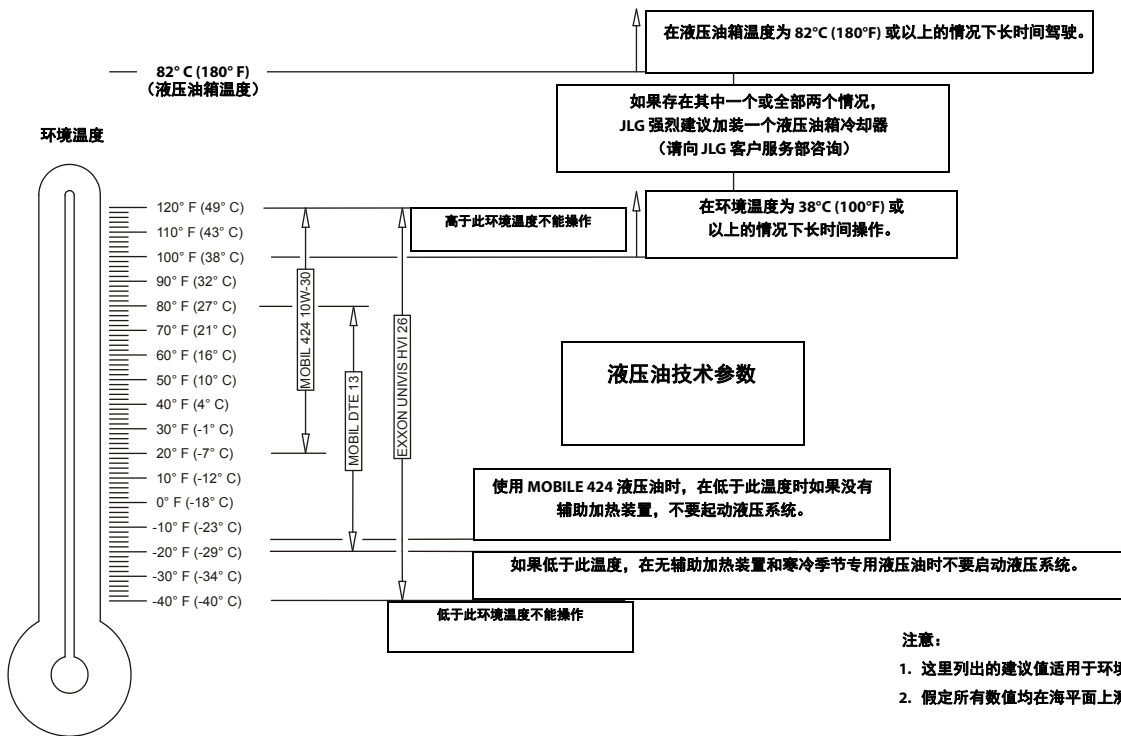 在液压油箱温度为 82°C (180°F) 或以上的情况下长时间驾驶。
82° C (180° F)
（液压油箱温度）
如果存在其中一个或全部两个情况，
JLG 强烈建议加装一个液压油箱冷却器
（请向 JLG 客户服务部咨询）
环境温度
在环境温度为 38°C (100°F) 或
以上的情况下长时间操作。
高于此环境温度不能操作
120° F (49° C)
110° F (43° C)
100° F (38° C)
90° F (32° C)
80° F (27° C)
70° F (21° C)
60° F (16° C)
50° F (10° C)
40° F (4° C)
30° F (-1° C)
20° F (-7° C)
10° F (-12° C)
0° F (-18° C)
-10° F (-23° C)
-20° F (-29° C)
-30° F (-34° C)
-40° F (-40° C)
MOBIL 424 10W-30
MOBIL DTE 13
EXXON UNIVIS HVI 26
液压油技术参数
使用 MOBILE 424 液压油时，在低于此温度时如果没有
辅助加热装置，不要起动液压系统。
如果低于此温度，在无辅助加热装置和寒冷季节专用液压油时不要启动液压系统。
低于此环境温度不能操作
注意：
1. 这里列出的建议值适用于环
2. 假定所有数值均在海平面上